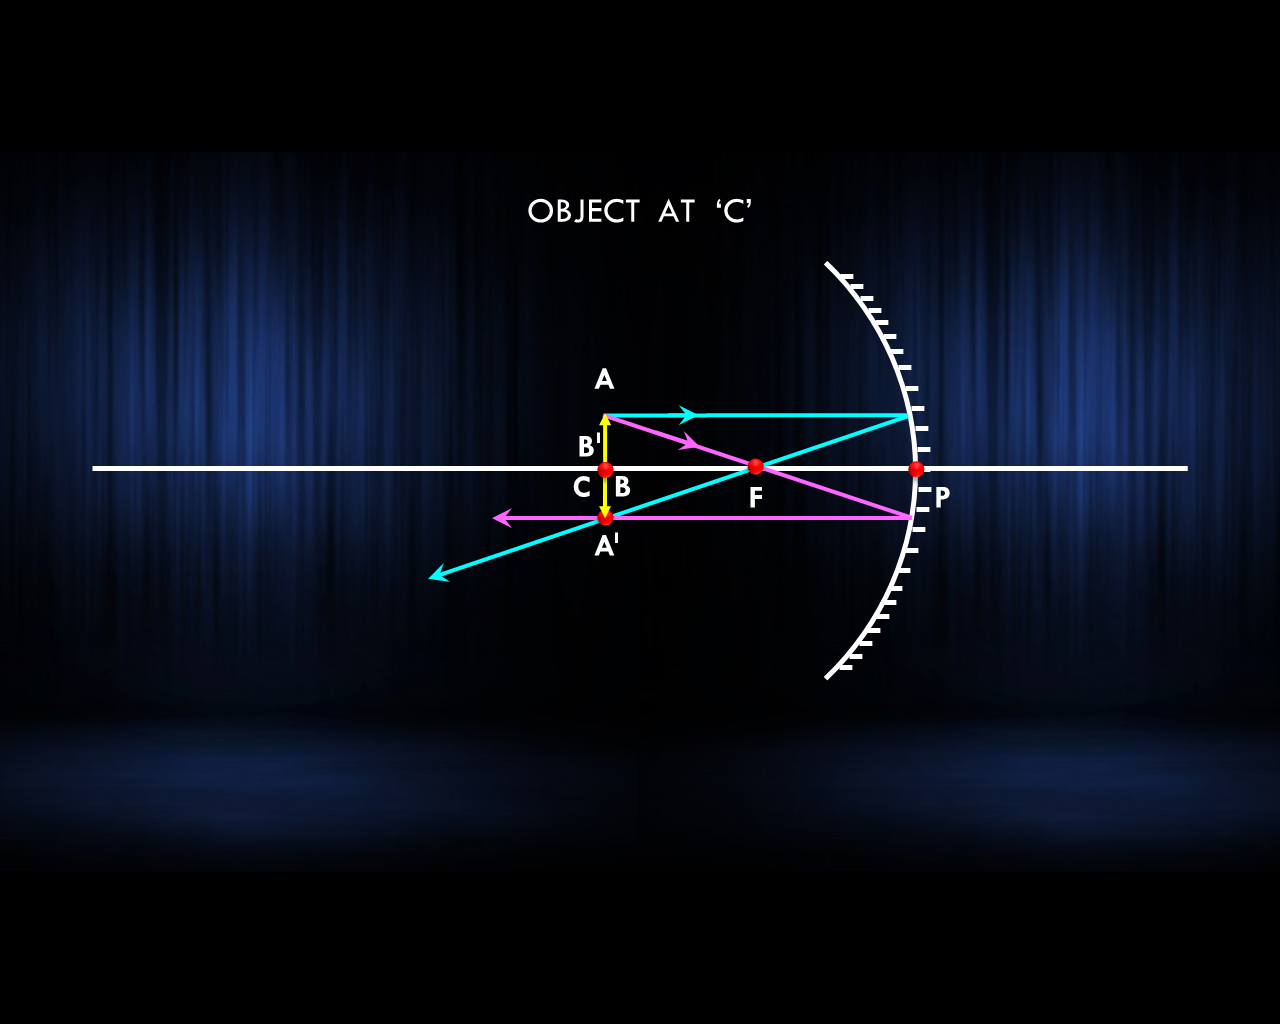 OBJECT AT ‘C’
A
B'
C B
F
P
A'